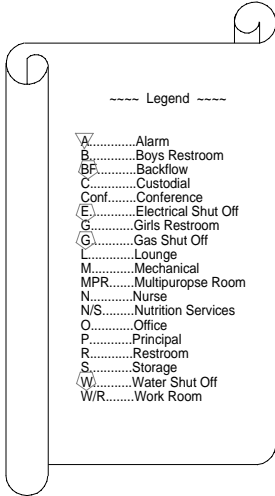 ~~~~ Legend ~~~~
A............Alarm
B............Boys Restroom
BF..........Backflow
C............Custodial
Conf.......Conference
E............Electrical Shut Off
G............Girls Restroom
G............Gas Shut Off
L............Lounge
M...........Mechanical
MPR......Multipuropse Room
N............Nurse
N/S........Nutrition Services
O...........Office
P...........Principal
R...........Restroom
S............Storage
W..........Water Shut Off
W/R.......Work Room